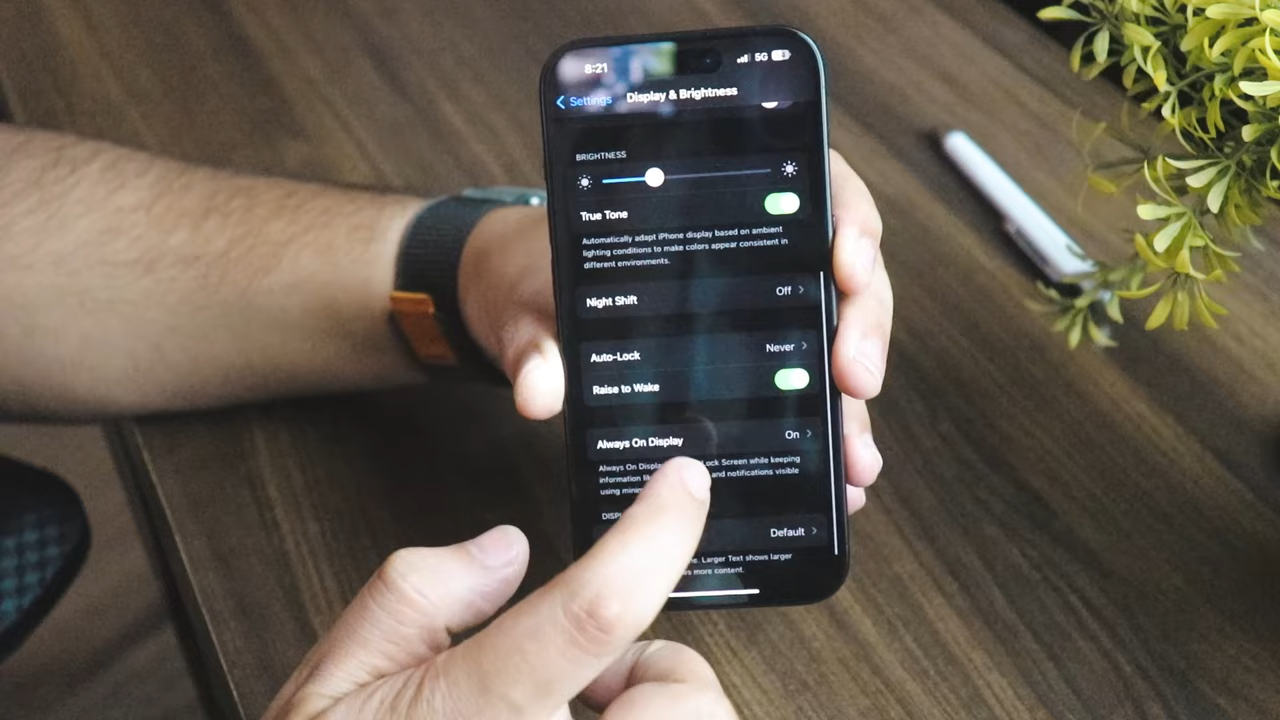 8:21
5G
Settings
Display & Brightness
BRIGHTNESS
True Tone
Automatically adapt iPhone display based on ambient
lighting conditions to make colors appear consistent in
different environments.
Night Shift
Off
Auto-Lock
Never
Raise to Wake
Always On Display
On
Always On Lock Screen while keeping
information and notifications visible
using
Default
Larger Text shows larger
more content.